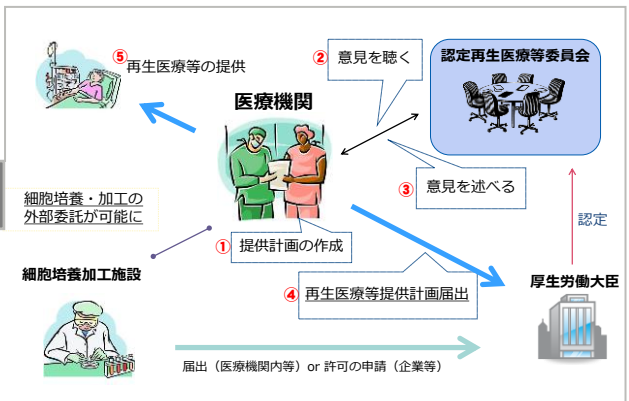 ⑤
再生医療等の提供
②
意見を聴く
認定再生医療等委員会
医療機関
③
意見を述べる
細胞培養・加工の
外部委託が可能に
①
提供計画の作成
認定
細胞培養加工施設
④
再生医療等提供計画届出
厚生労働大臣
届出（医療機関内等）or 許可の申請（企業等）